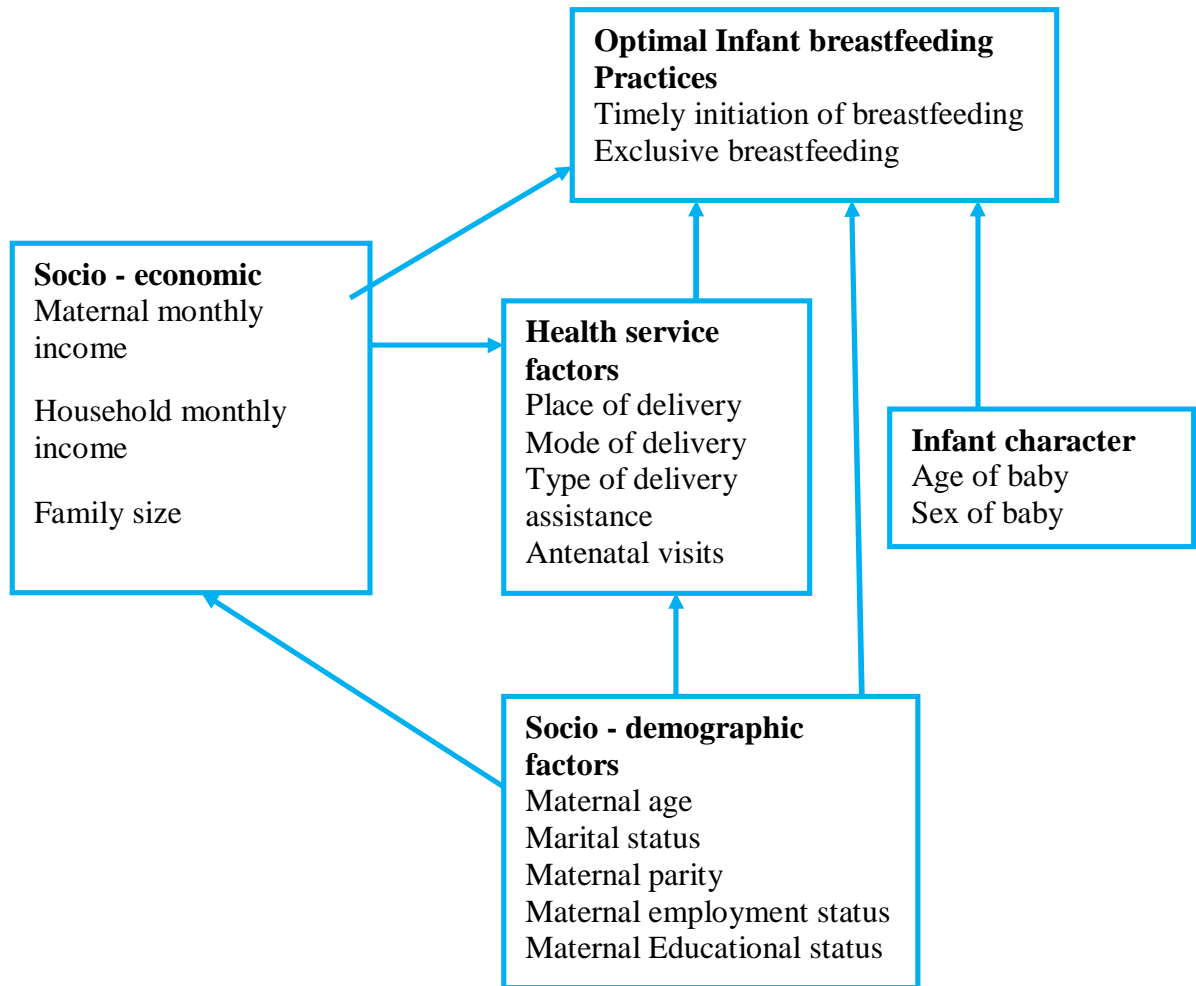 Optimal Infant breastfeeding
Practices
Timely initiation of breastfeeding
Exclusive breastfeeding
Socio - economic
Maternal monthly
income
Household monthly
income
Family size
Health service
factors
Place of delivery
Mode of delivery
Type of delivery
assistance
Antenatal visits
Infant character
Age of baby
Sex of baby
Socio - demographic
factors
Maternal age
Marital status
Maternal parity
Maternal employment status
Maternal Educational status